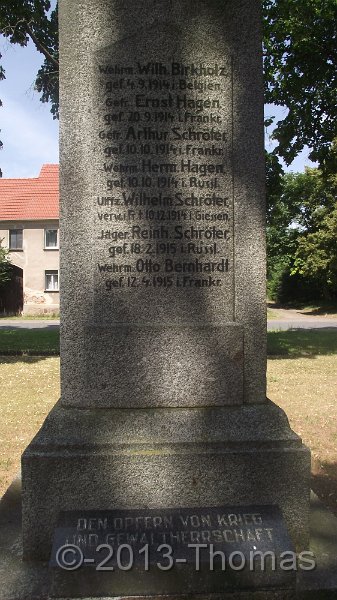 Wehrm. Wilh. Birkholz,
gef. 4.9.1914 i. Belgien.
Gefr. Ernst Hagen,
gef. 20.9.1914 i. Frankr.
Gefr. Arthur Schröter,
gef. 10.10.1914 i. Frankr.
Wehrm. Herm. Hagen,
gef. 10.10.1914 i. Rußl.
Untz. Wilhelm Schröter,
verw. i. F. † 10.12.1914 i. Giesen.
Jäger Reinh. Schröter,
gef. 18.2.1915 i. Rußl.
Wehrm. Otto Bernhardt
gef. 12.4.1915 i. Frankr.
DEN OPFERN VON KRIEG
UND GEWALTHERRSCHAFT
©-2013-Thomas